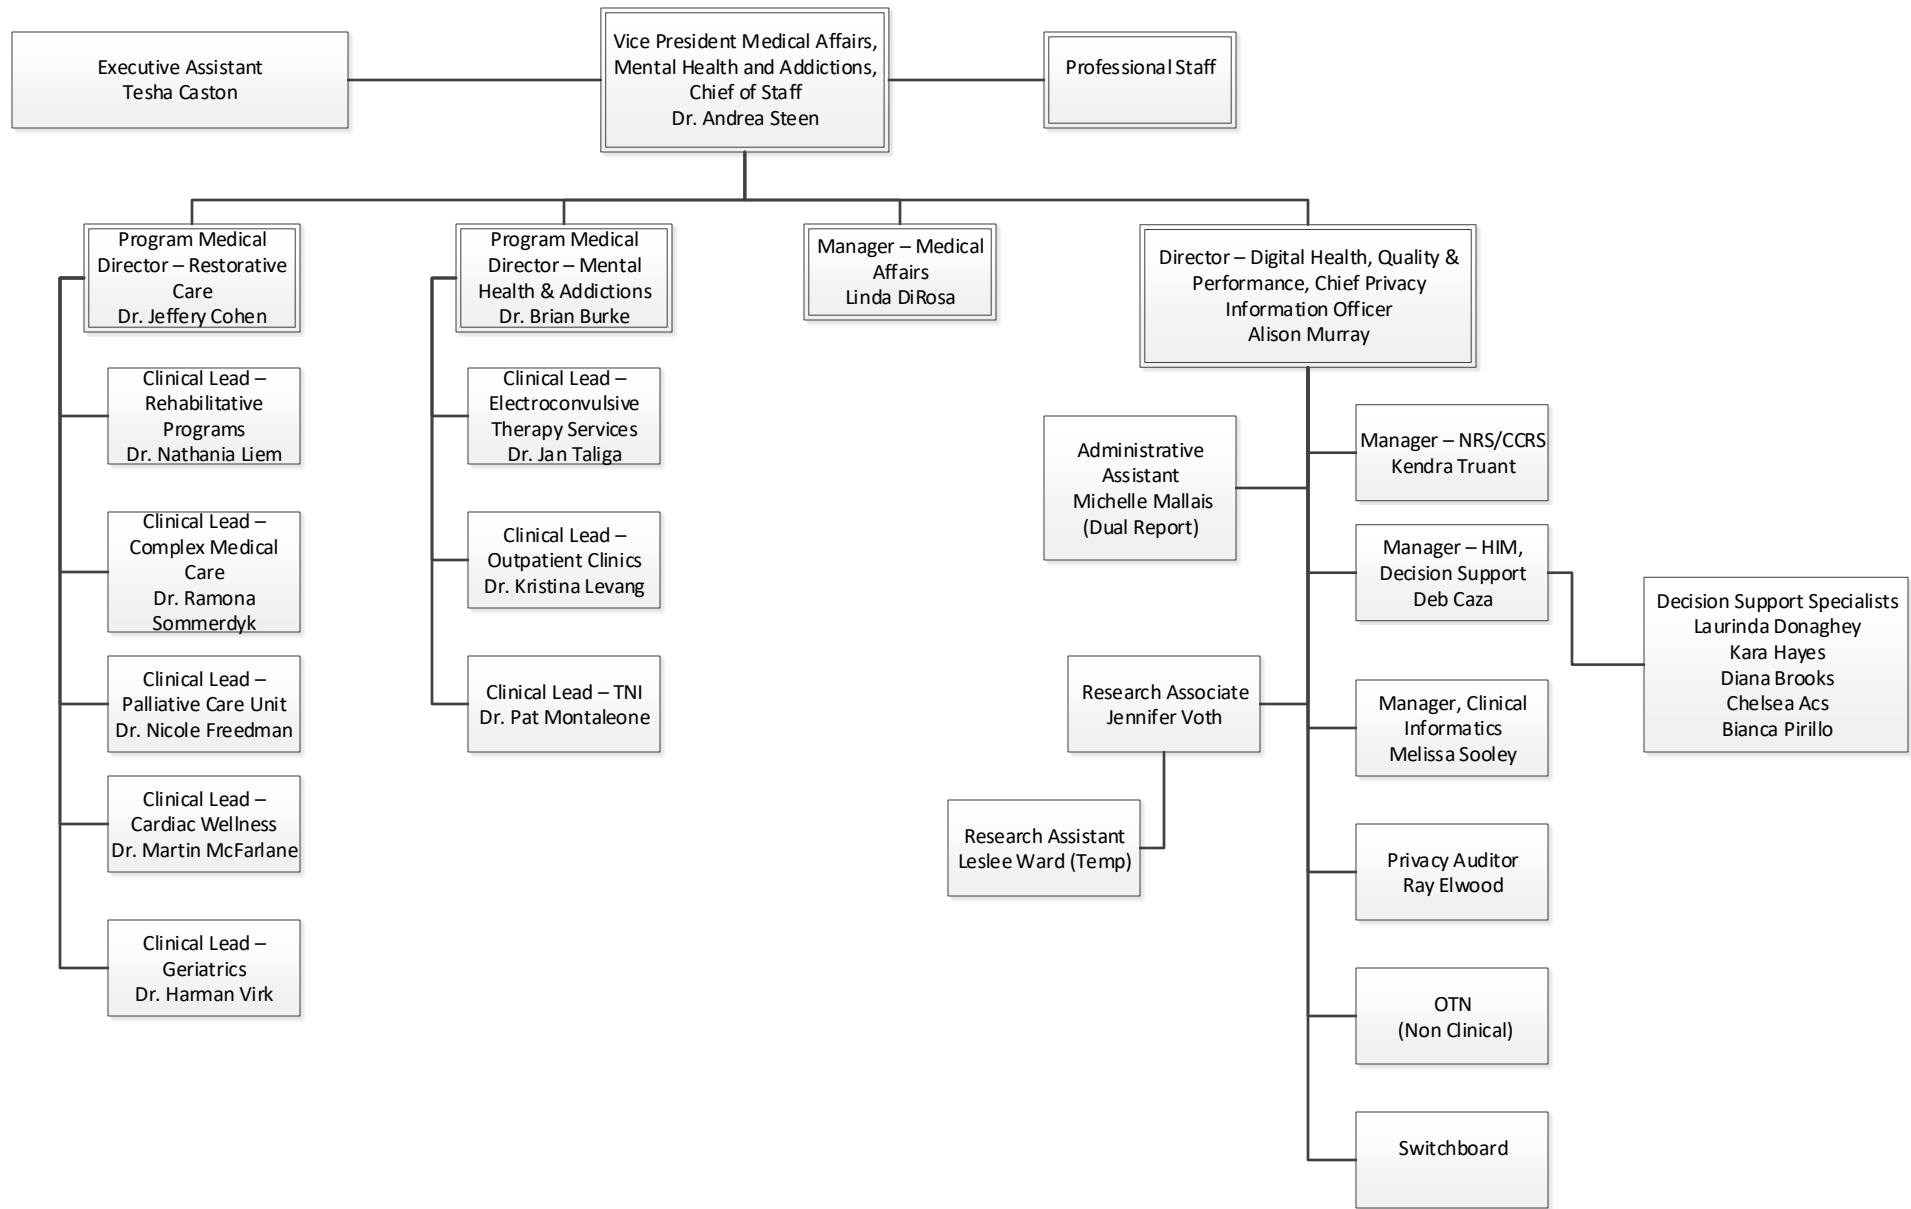 Executive Assistant
Tesha Caston
Vice President Medical Affairs,
Mental Health and Addictions,
Chief of Staff
Dr. Andrea Steen
Professional Staff
Program Medical
Director – Restorative
Care
Dr. Jeffery Cohen
Clinical Lead –
Rehabilitative
Programs
Dr. Nathania Liem
Clinical Lead –
Complex Medical
Care
Dr. Ramona
Sommerdyk
Clinical Lead –
Palliative Care Unit
Dr. Nicole Freedman
Clinical Lead –
Cardiac Wellness
Dr. Martin McFarlane
Clinical Lead –
Geriatrics
Dr. Harman Virk
Program Medical
Director – Mental
Health & Addictions
Dr. Brian Burke
Clinical Lead –
Electroconvulsive
Therapy Services
Dr. Jan Taliga
Clinical Lead –
Outpatient Clinics
Dr. Kristina Levang
Clinical Lead – TNI
Dr. Pat Montaleone
Manager – Medical
Affairs
Linda DiRosa
Director – Digital Health, Quality &
Performance, Chief Privacy
Information Officer
Alison Murray
Administrative
Assistant
Michelle Mallais
(Dual Report)
Research Associate
Jennifer Voth
Research Assistant
Leslee Ward (Temp)
Manager – NRS/CCRS
Kendra Truant
Manager – HIM,
Decision Support
Deb Caza
Decision Support Specialists
Laurinda Donaghey
Kara Hayes
Diana Brooks
Chelsea Acs
Bianca Pirillo
Manager, Clinical
Informatics
Melissa Sooley
Privacy Auditor
Ray Elwood
OTN
(Non Clinical)
Switchboard